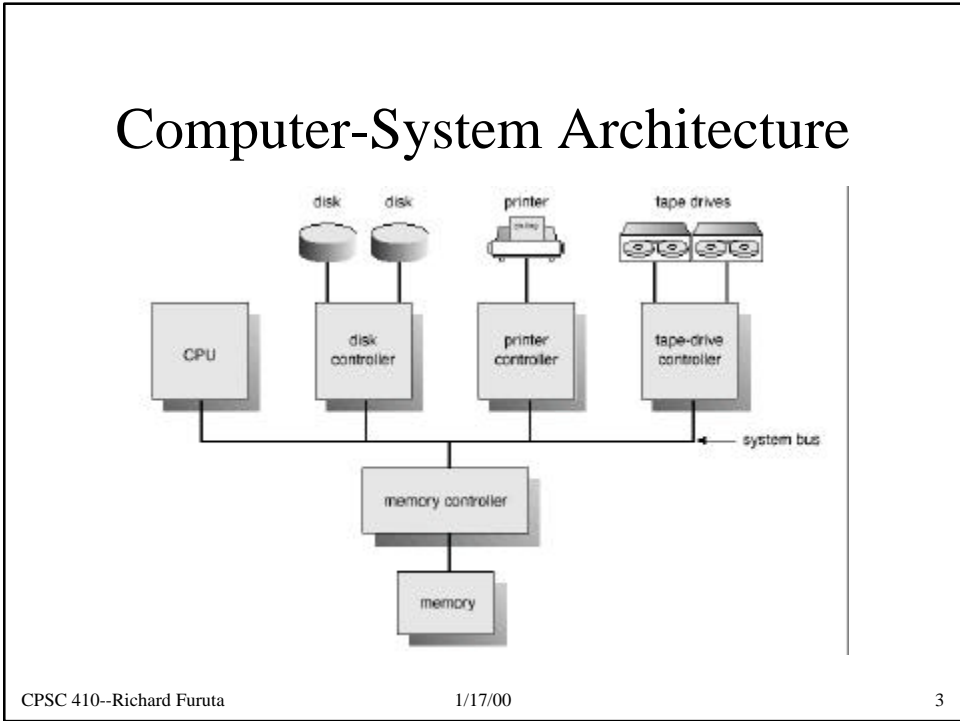 Computer-System Architecture
disk disk printer tape drives
CPU
disk
controller
printer
controller
tape-drive
controller
system bus
memory controller
memory
CPSC 410--Richard Furuta 1/17/00 3